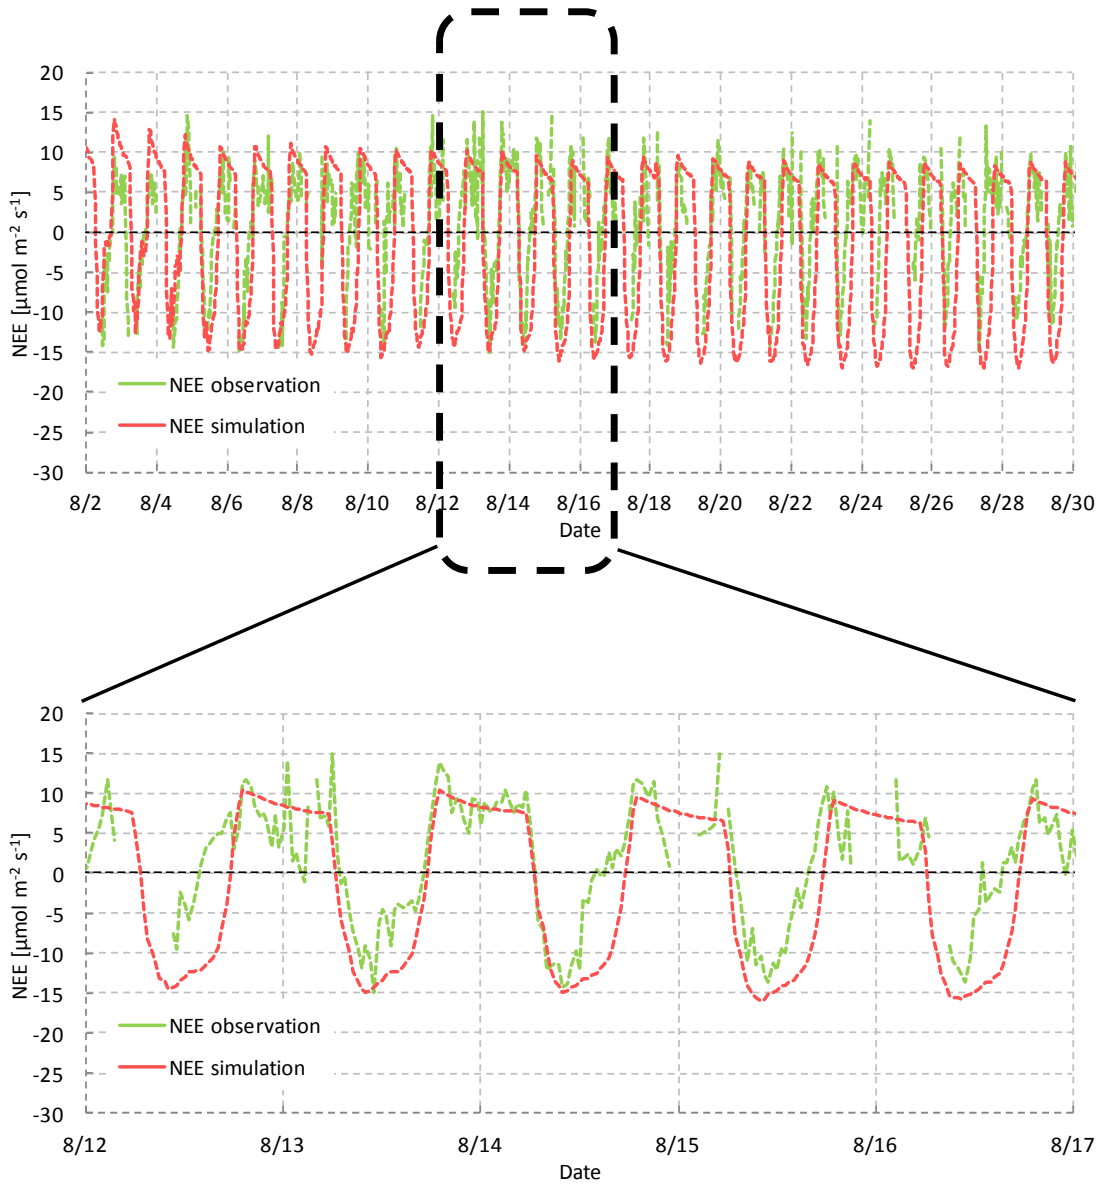 20
15
10
5
0
-5
-10
-15
-20
-25
-30
NEE [µmol m⁻² s⁻¹]
NEE observation
NEE simulation
8/2 8/4 8/6 8/8 8/10 8/12 8/14 8/16 8/18 8/20 8/22 8/24 8/26 8/28 8/30
Date
20
15
10
5
0
-5
-10
-15
-20
-25
-30
NEE [µmol m⁻² s⁻¹]
NEE observation
NEE simulation
8/12 8/13 8/14 8/15 8/16 8/17
Date